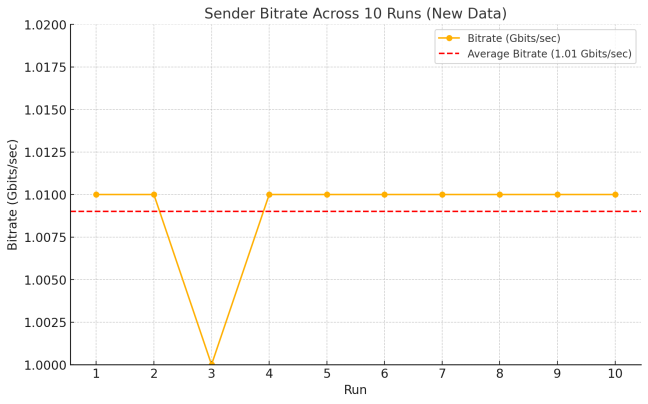 Sender Bitrate Across 10 Runs (New Data)
Bitrate (Gbits/sec)
Average Bitrate (1.01 Gbits/sec)
Bitrate (Gbits/sec)
1.0200
1.0175
1.0150
1.0125
1.0100
1.0075
1.0050
1.0025
1.0000
1 2 3 4 5 6 7 8 9 10
Run